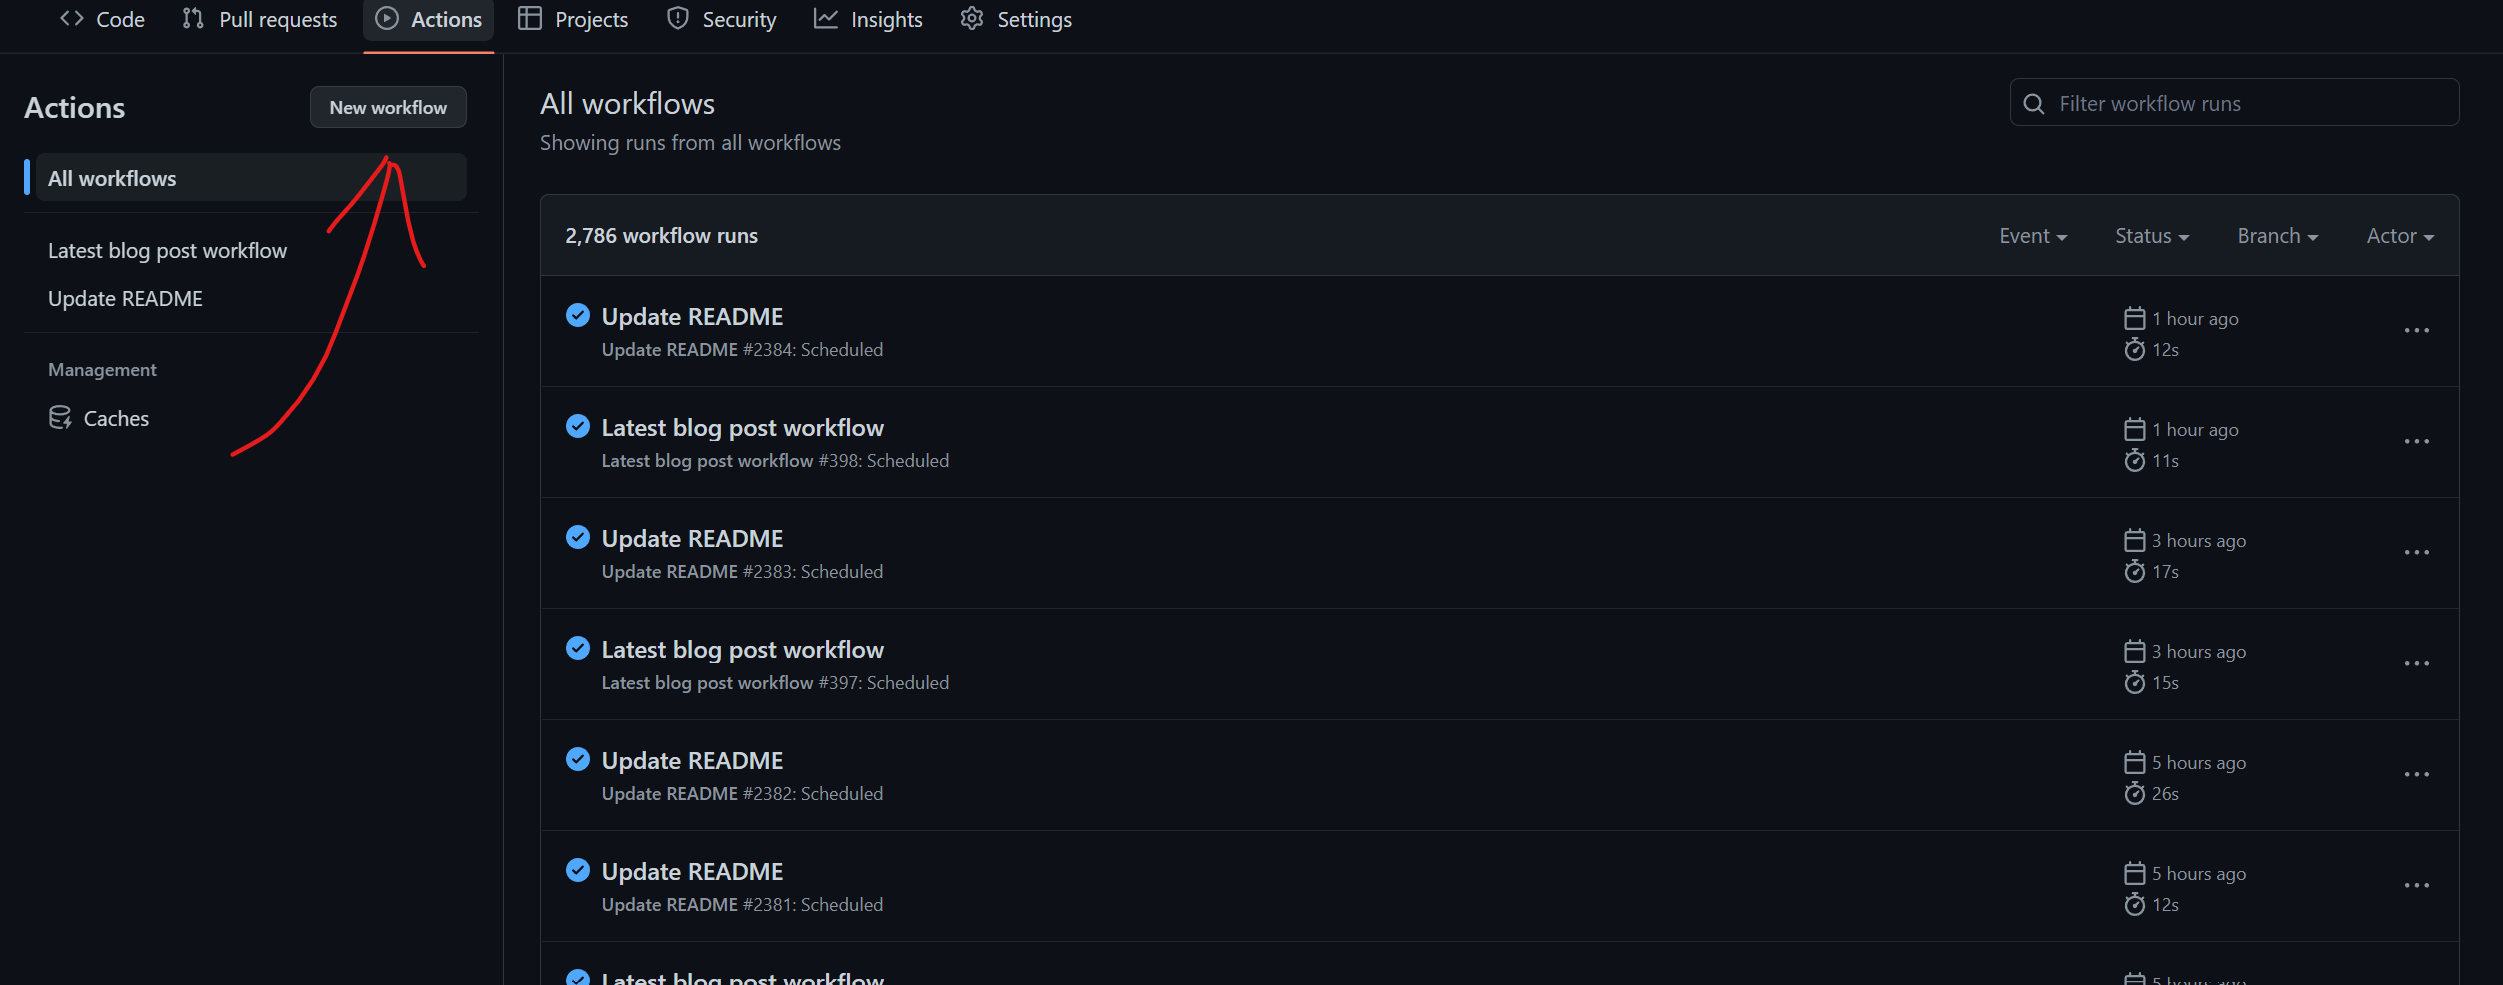 Code Pull requests Actions Projects Security Insights Settings
Actions
New workflow
All workflows
Latest blog post workflow
Update README
Management
Caches
All workflows
Showing runs from all workflows
Filter workflow runs
2,786 workflow runs
Event Status Branch Actor
Update README
Update README #2384: Scheduled
1 hour ago
12s
Latest blog post workflow
Latest blog post workflow #398: Scheduled
1 hour ago
11s
Update README
Update README #2383: Scheduled
3 hours ago
17s
Latest blog post workflow
Latest blog post workflow #397: Scheduled
3 hours ago
15s
Update README
Update README #2382: Scheduled
5 hours ago
26s
Update README
Update README #2381: Scheduled
5 hours ago
12s
Latest blog post workflow
5 hours ago